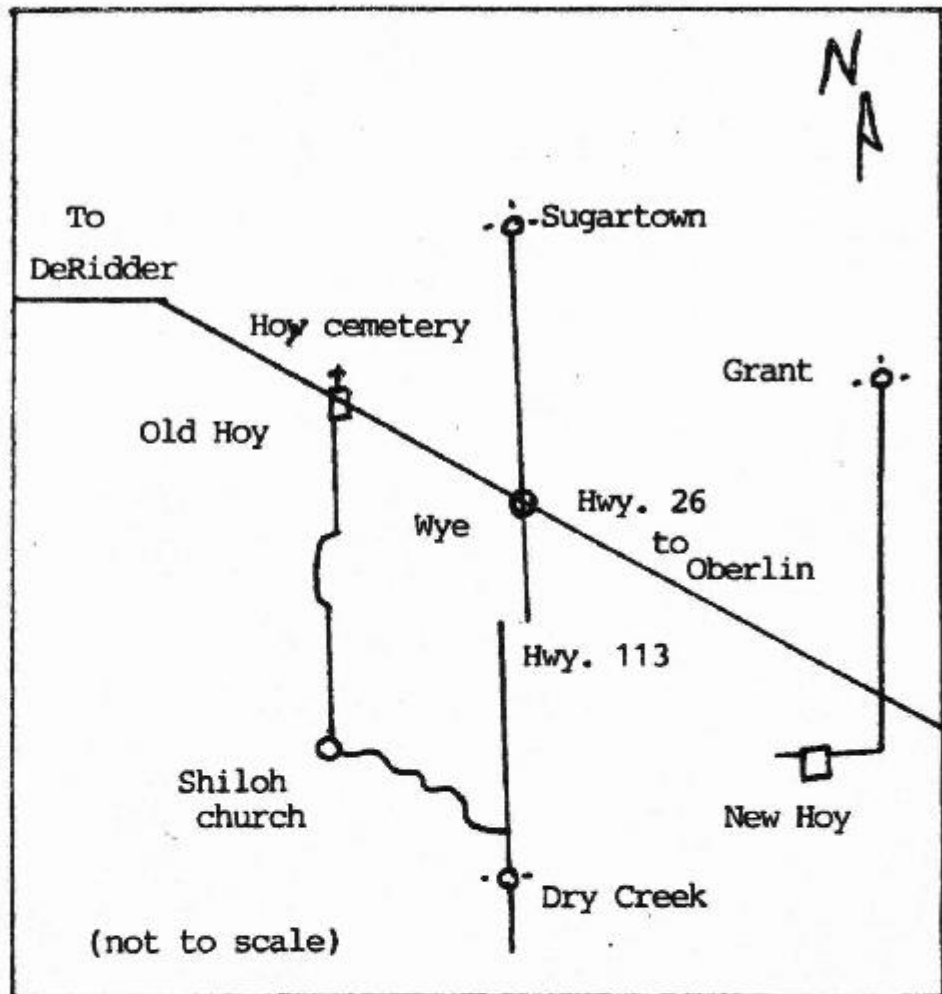 N
To
DeRidder
Sugartown
Hoy cemetery
Grant
Old Hoy
Wye
Hwy. 26
to
Oberlin
Hwy. 113
Shiloh
church
New Hoy
Dry Creek
(not to scale)